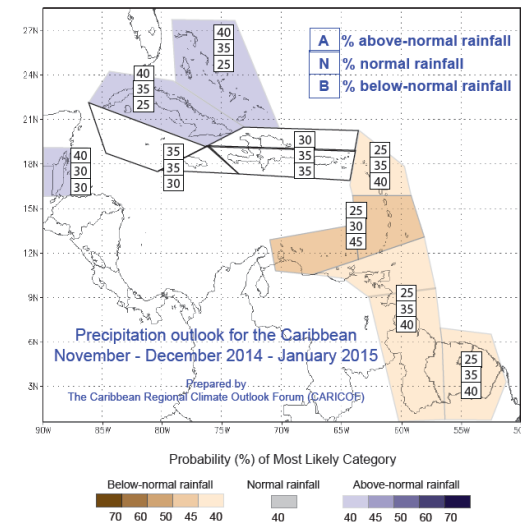 27N
24N
21N
18N
15N
12N
9N
6N
3N
40
35
25
A % above-normal rainfall
N % normal rainfall
B % below-normal rainfall
40
35
25
40
30
30
35
35
30
30
35
35
25
35
40
25
30
45
25
35
40
25
35
40
Precipitation outlook for the Caribbean
November - December 2014 - January 2015
Prepared by
The Caribbean Regional Climate Outlook Forum (CARICOF)
90W 85W 80W 75W 70W 65W 60W 55W
Probability (%) of Most Likely Category
Below-normal rainfall Normal rainfall Above-normal rainfall
70 60 50 45 40 40 40 45 50 60 70